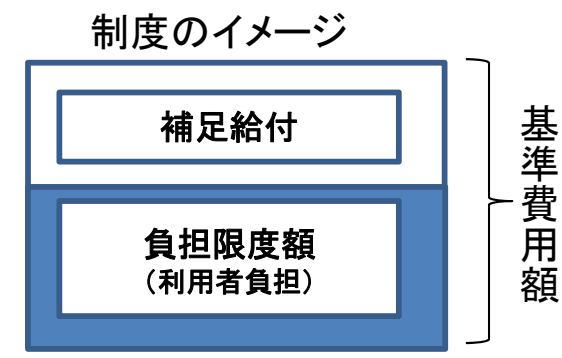 制度のイメージ
補足給付
負担限度額
（利用者負担）
基準費用額